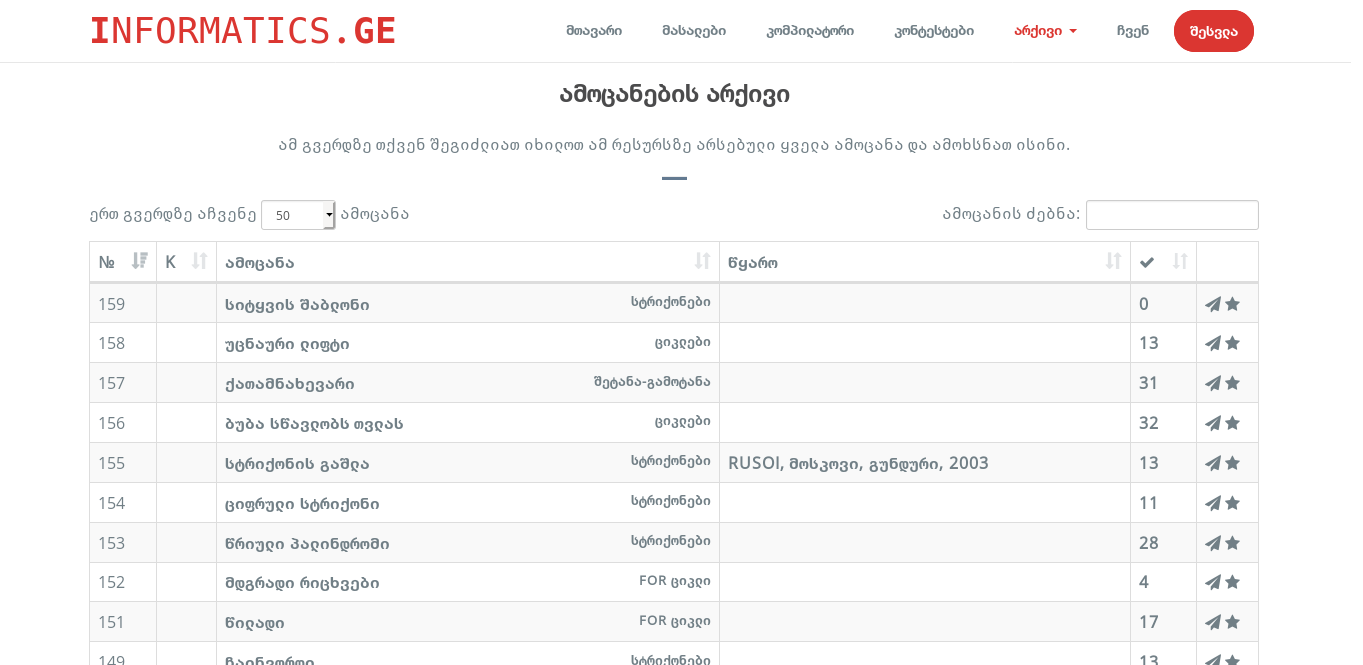 INFORMATICS.GE
მთავარი მასალები კომპილატორი კონტესტები არქივი ჩვენ შესვლა
ამოცანების არქივი
ამ გვერდზე თქვენ შეგიძლიათ იხილოთ ამ რესურსზე არსებული ყველა ამოცანა და ამოხსნათ ისინი.
ერთ გვერდზე აჩვენე 50 ამოცანა ამოცანის ძებნა:
№ K ამოცანა წყარო
159 სიტყვის შაბლონი სტრიქონები 0
158 უცნაური ლიფტი ციკლები 13
157 ქათამნახევარი შეტანა-გამოტანა 31
156 ბუბა სწავლობს თვლას ციკლები 32
155 სტრიქონის გაშლა სტრიქონები RUSOI, მოსკოვი, გუნდური, 2003 13
154 ციფრული სტრიქონი სტრიქონები 11
153 წრიული პალინდრომი სტრიქონები 28
152 მდგრადი რიცხვები FOR ციკლი 4
151 წილადი FOR ციკლი 17
149 სტრიქონები 13